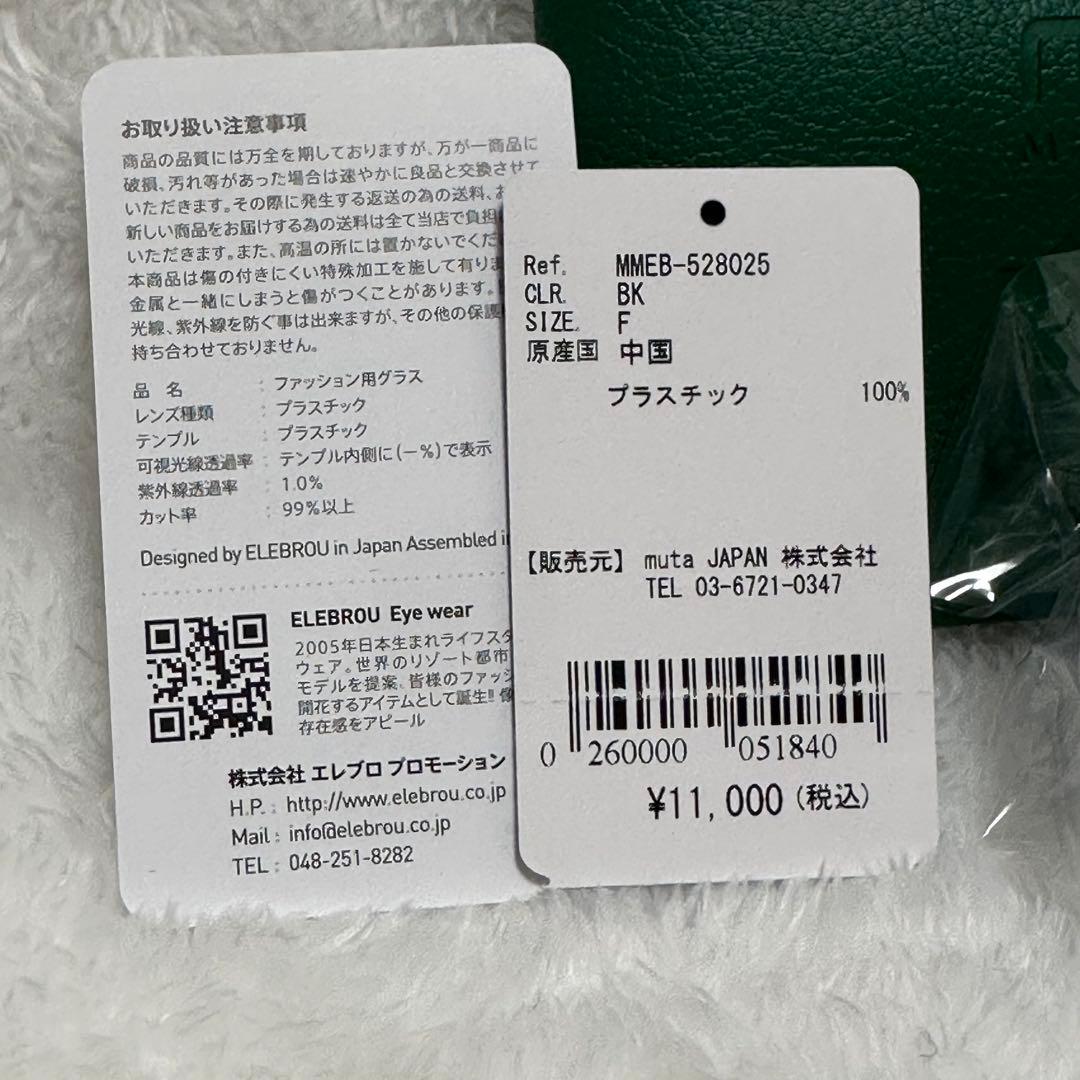 お取り扱い注意事項
商品の品質には万全を期しておりますが、万が一商品に
破損、汚れ等があった場合は速やかに良品と交換させて
いただきます。その際に発生する返送の為の送料、
新しい商品をお届けする為の送料は全て当店で負担
いただきます。また、高温の所には置かないでくだ
本商品は傷の付きにくい特殊加工を施して有りま
金属と一緒にしまうと傷がつくことがあります。
光線、紫外線を防ぐ事は出来ますが、その他の保護
持ち合わせておりません。
品 名 : ファッション用グラス
レンズ種類 : プラスチック
テンプル : プラスチック
可視光線透過率 : テンプル内側に(−%)で表示
紫外線透過率 : 1.0%
カット率 : 99%以上
Designed by ELEBROU in Japan Assembled
ELEBROU Eye wear
2005年日本生まれライフスタ
ウェア。世界のリゾート都市
モデルを提案。皆様のファッシ
開花するアイテムとして誕生!!
存在感をアピール
株式会社 エレブロ プロモーション
H.P. : http://www.elebrou.co.jp
Mail : info@elebrou.co.jp
TEL : 048-251-8282
Ref. MMEB-528025
CLR. BK
SIZE. F
原産国 中国
プラスチック 100%
【販売元】 muta JAPAN 株式会社
TEL 03-6721-0347
0 260000 051840
¥11,000(税込)
M